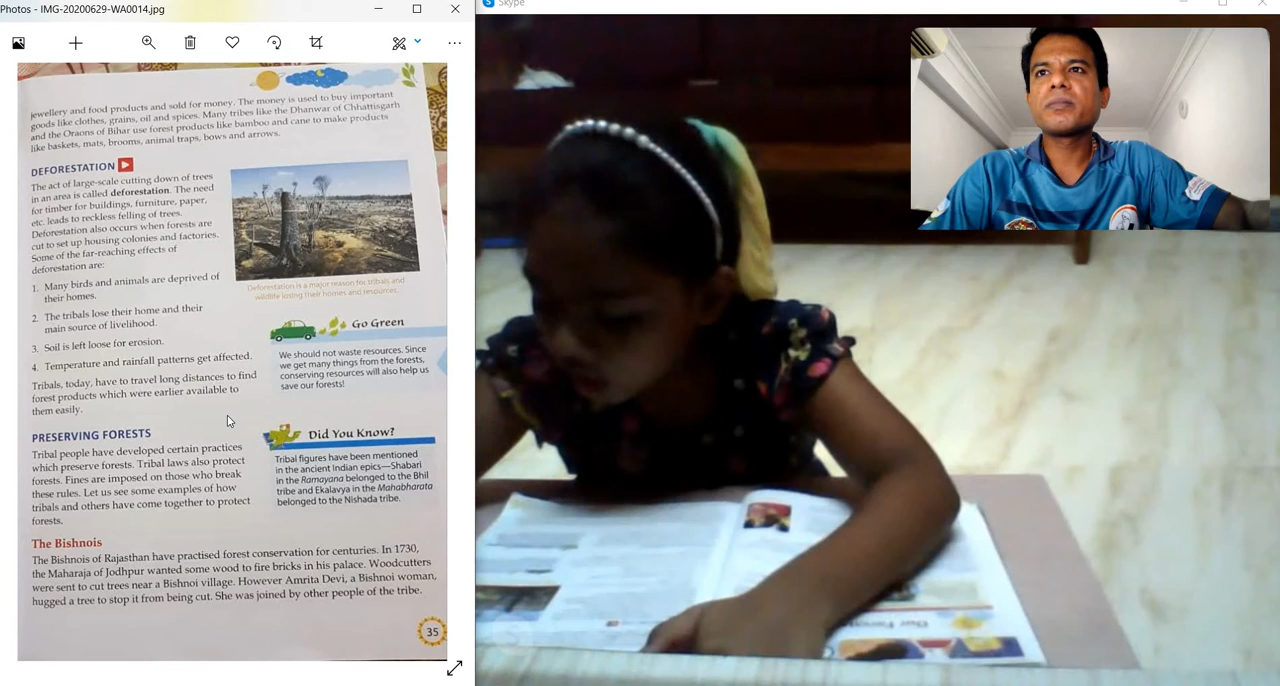 Photos - IMG-20200629-WA0014.jpg
Skype
jewellery and food products and sold for money. The money is used to buy important
goods like clothes, grains, oil and spices. Many tribes like the Dhanwar of Chhattisgarh
and the Oraons of Bihar use forest products like bamboo and cane to make products
like baskets, mats, brooms, animal traps, bows and arrows.
DEFORESTATION
The act of large-scale cutting down of trees
in an area is called deforestation. The need
for timber for buildings, furniture, paper,
etc. leads to reckless felling of trees.
Deforestation also occurs when forests are
cut to set up housing colonies and factories.
Some of the far-reaching effects of
deforestation are:
1. Many birds and animals are deprived of
their homes.
2. The tribals lose their home and their
main source of livelihood.
3. Soil is left loose for erosion.
4. Temperature and rainfall patterns get affected.
Tribals, today, have to travel long distances to find
forest products which were earlier available to
them easily.
Deforestation is a major reason for tribals and
wildlife losing their homes and resources.
Go Green
We should not waste resources. Since
we get many things from the forests,
conserving resources will also help us
save our forests!
PRESERVING FORESTS
Tribal people have developed certain practices
which preserve forests. Tribal laws also protect
forests. Fines are imposed on those who break
these rules. Let us see some examples of how
tribals and others have come together to protect
forests.
Did You Know?
Tribal figures have been mentioned
in the ancient Indian epics—Shabari
in the Ramayana belonged to the Bhil
tribe and Ekalavya in the Mahabharata
belonged to the Nishada tribe.
The Bishnois
The Bishnois of Rajasthan have practised forest conservation for centuries. In 1730,
the Maharaja of Jodhpur wanted some wood to fire bricks in his palace. Woodcutters
were sent to cut trees near a Bishnoi village. However Amrita Devi, a Bishnoi woman,
hugged a tree to stop it from being cut. She was joined by other people of the tribe.
35